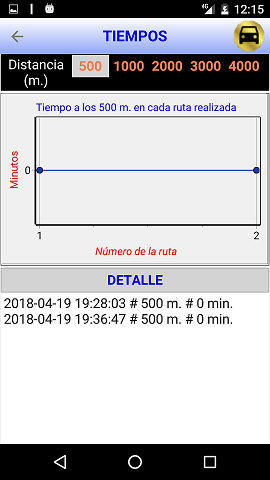 4G 12:15
TIEMPOS
Distancia (m.) 500 1000 2000 3000 4000
Tiempo a los 500 m. en cada ruta realizada
Minutos
0
1 2
Número de la ruta
DETALLE
2018-04-19 19:28:03 # 500 m. # 0 min.
2018-04-19 19:36:47 # 500 m. # 0 min.